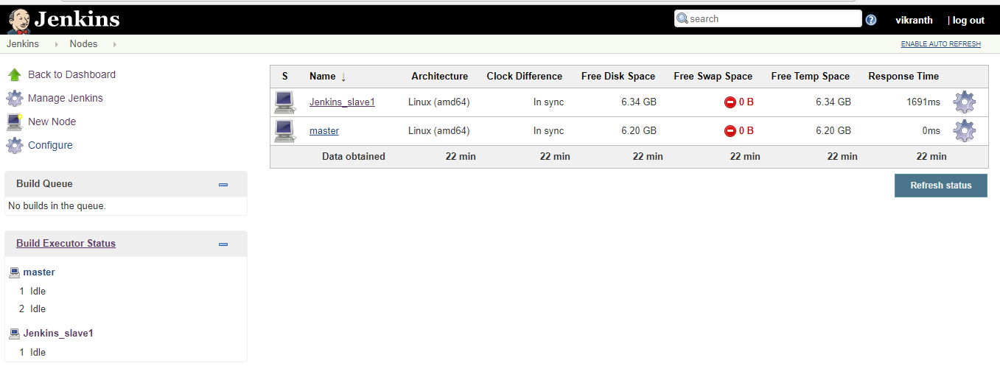 Jenkins
search
vikranth
| log out
Jenkins
Nodes
ENABLE AUTO REFRESH
Back to Dashboard
Manage Jenkins
New Node
Configure
Build Queue
No builds in the queue.
Build Executor Status
master
1 Idle
2 Idle
Jenkins_slave1
1 Idle
S Name ↓ Architecture Clock Difference Free Disk Space Free Swap Space Free Temp Space Response Time
Jenkins_slave1 Linux (amd64) In sync 6.34 GB 0 B 6.34 GB 1691ms
master Linux (amd64) In sync 6.20 GB 0 B 6.20 GB 0ms
Data obtained 22 min 22 min 22 min 22 min 22 min 22 min
Refresh status